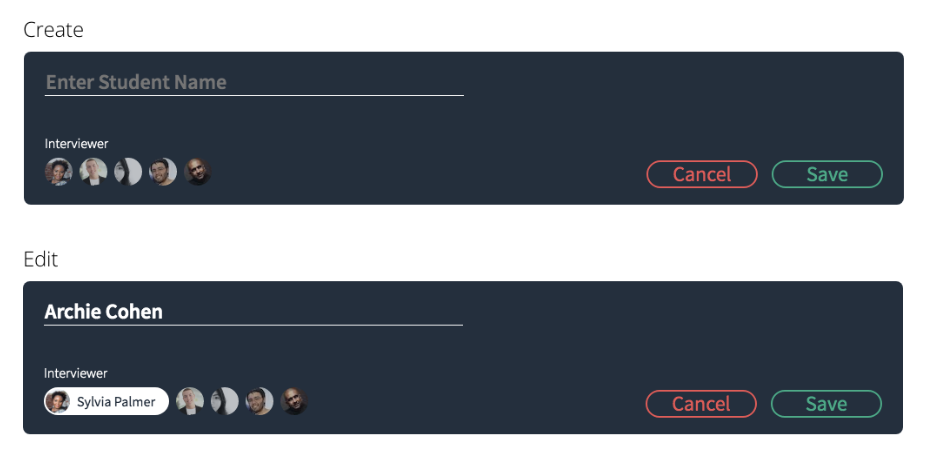 Create
Enter Student Name
Interviewer
Cancel
Save
Edit
Archie Cohen
Interviewer
Sylvia Palmer
Cancel
Save